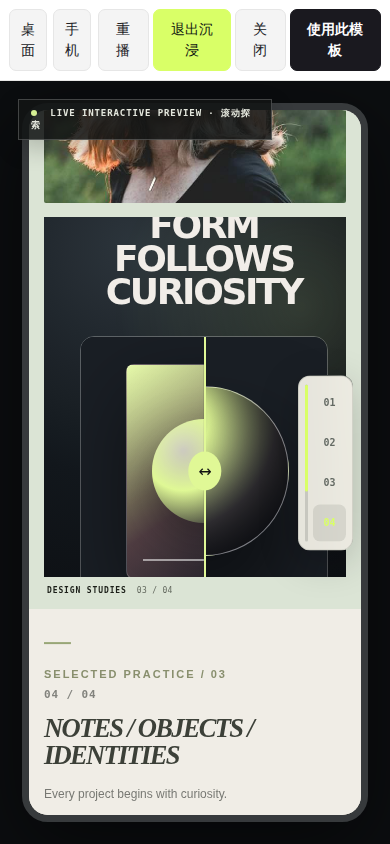 桌面
手机
重播
退出沉浸
关闭
使用此模板
LIVE INTERACTIVE PREVIEW · 滚动探索
FORM
FOLLOWS
CURIOSITY
↔
01
02
03
04
DESIGN STUDIES 03 / 04
SELECTED PRACTICE / 03
04 / 04
NOTES / OBJECTS /
IDENTITIES
Every project begins with curiosity.